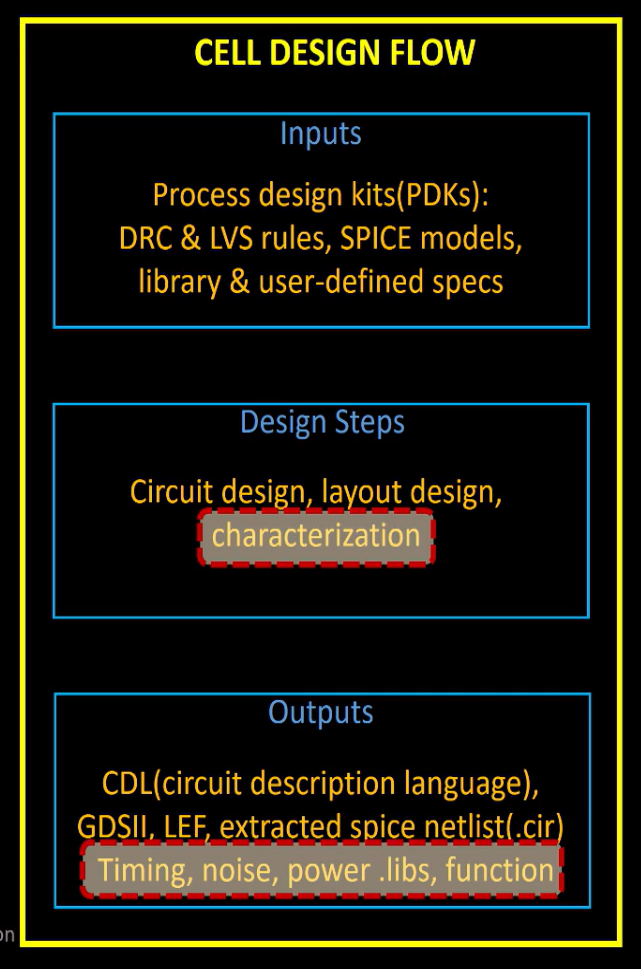 CELL DESIGN FLOW
Inputs
Process design kits(PDKs):
DRC & LVS rules, SPICE models,
library & user-defined specs
Design Steps
Circuit design, layout design,
characterization
Outputs
CDL(circuit description language),
GDSII, LEF, extracted spice netlist(.cir)
Timing, noise, power .libs, function
on